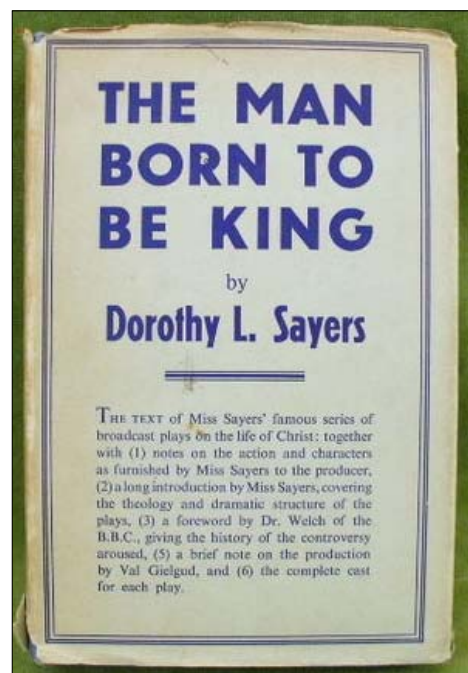 THE MAN
BORN TO
BE KING
by
Dorothy L. Sayers
THE TEXT of Miss Sayers' famous series of
broadcast plays on the life of Christ: together
with (1) notes on the action and characters
as furnished by Miss Sayers to the producer,
(2) a long introduction by Miss Sayers, covering
the theology and dramatic structure of the
plays, (3) a foreword by Dr. Welch of the
B.B.C., giving the history of the controversy
aroused, (5) a brief note on the production
by Val Gielgud, and (6) the complete cast
for each play.